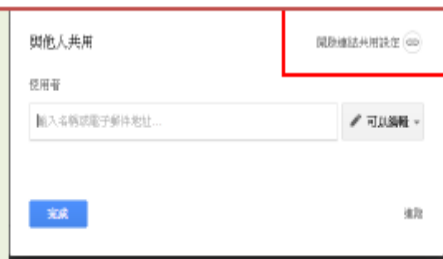 與他人共用
開啟連結共用設定
使用者
輸入名稱或電子郵件地址...
可以編輯
完成
進階